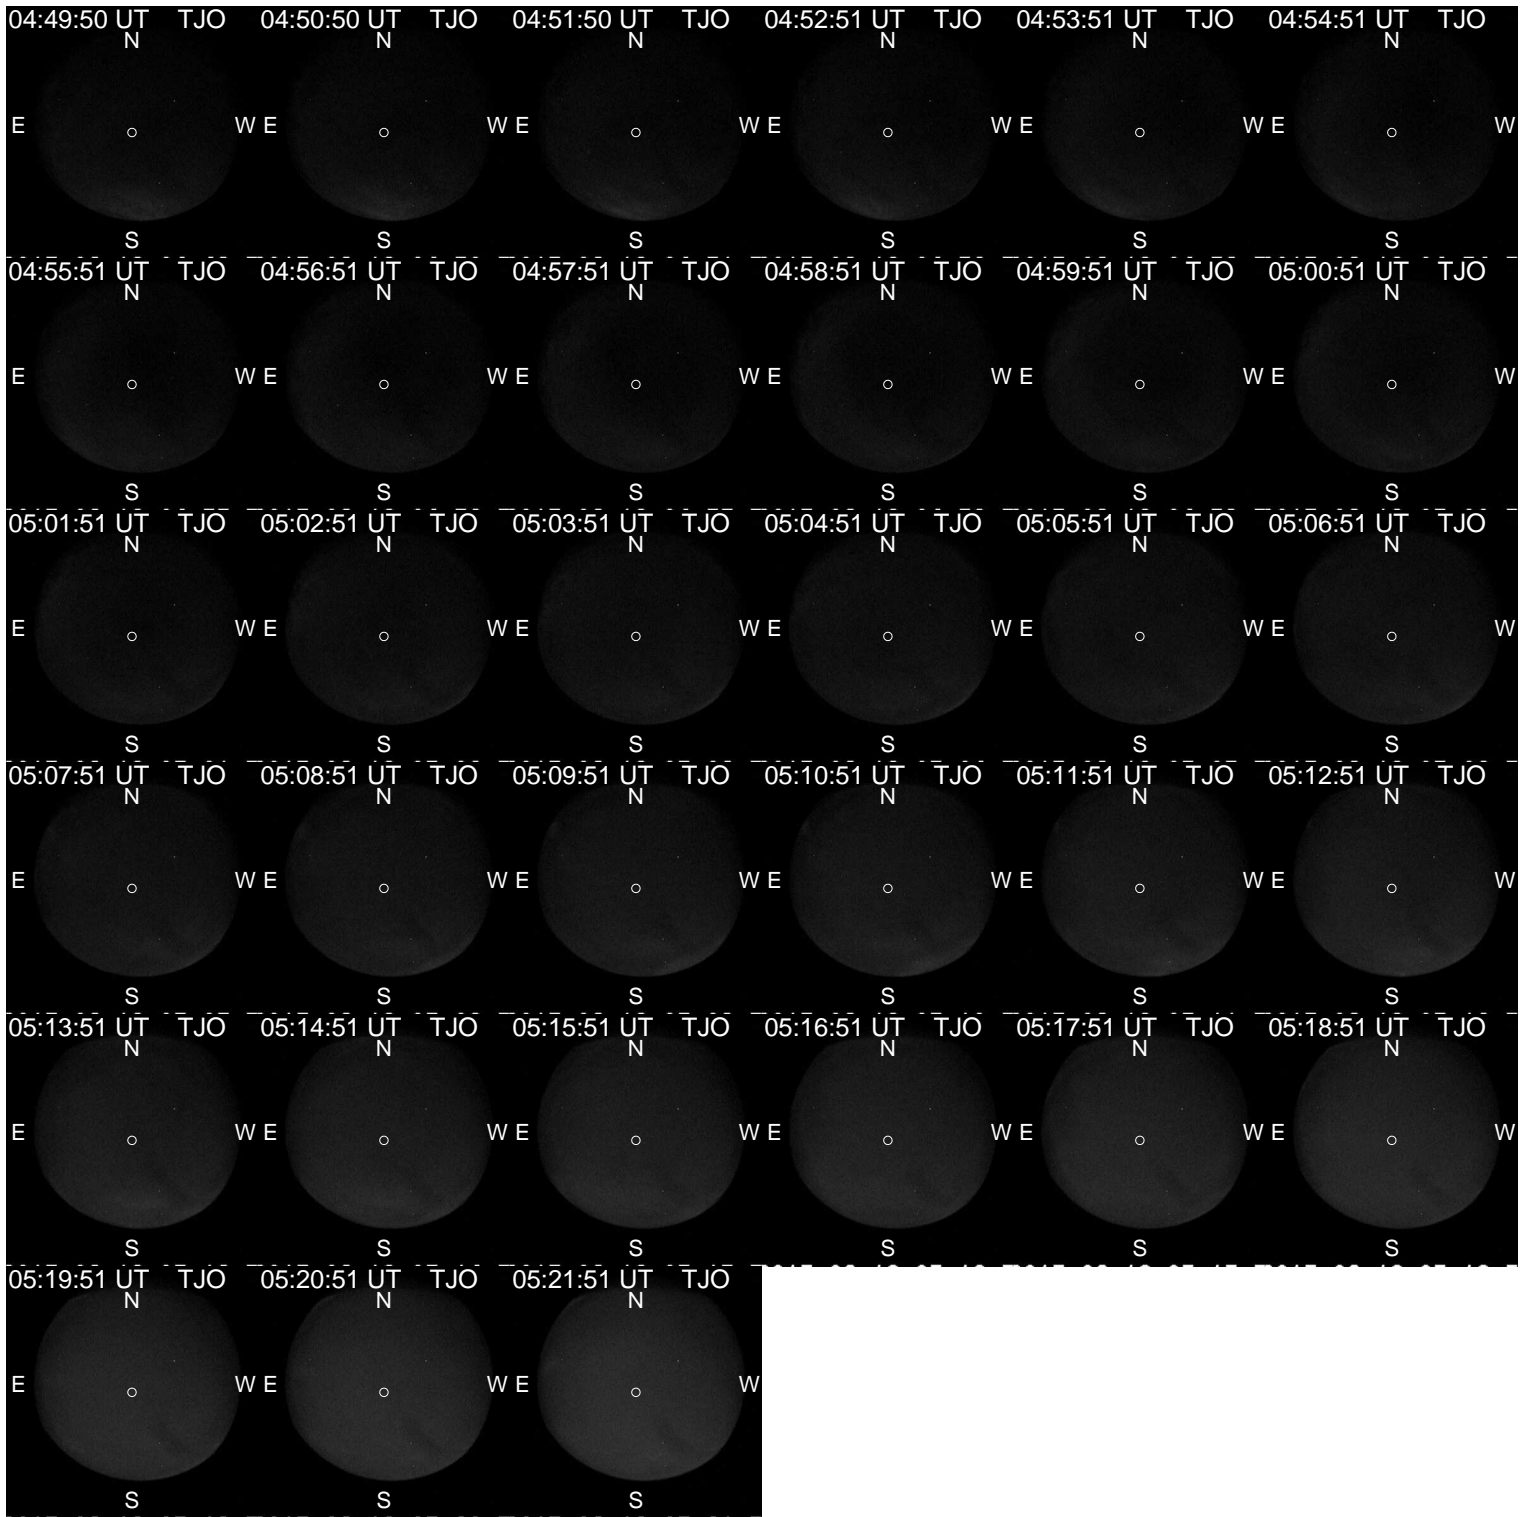 04:49:50 UT TJO 04:50:50 UT TJO 04:51:50 UT TJO 04:52:51 UT TJO 04:53:51 UT TJO 04:54:51 UT TJO
N N N N N N
E W E W E W E W E W E W
S S S S S S
04:55:51 UT TJO 04:56:51 UT TJO 04:57:51 UT TJO 04:58:51 UT TJO 04:59:51 UT TJO 05:00:51 UT TJO
N N N N N N
E W E W E W E W E W E W
S S S S S S
05:01:51 UT TJO 05:02:51 UT TJO 05:03:51 UT TJO 05:04:51 UT TJO 05:05:51 UT TJO 05:06:51 UT TJO
N N N N N N
E W E W E W E W E W E W
S S S S S S
05:07:51 UT TJO 05:08:51 UT TJO 05:09:51 UT TJO 05:10:51 UT TJO 05:11:51 UT TJO 05:12:51 UT TJO
N N N N N N
E W E W E W E W E W E W
S S S S S S
05:13:51 UT TJO 05:14:51 UT TJO 05:15:51 UT TJO 05:16:51 UT TJO 05:17:51 UT TJO 05:18:51 UT TJO
N N N N N N
E W E W E W E W E W E W
S S S S S S
05:19:51 UT TJO 05:20:51 UT TJO 05:21:51 UT TJO
N N N
E W E W E W
S S S